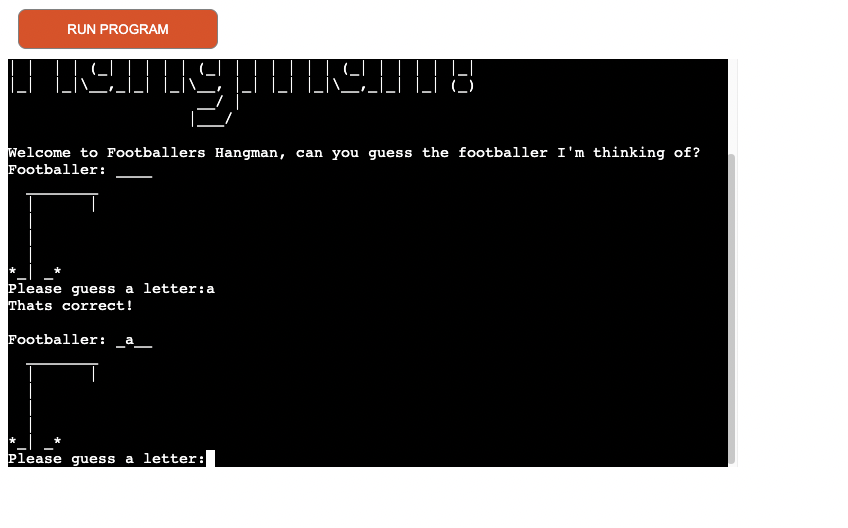 RUN PROGRAM
Welcome to Footballers Hangman, can you guess the footballer I'm thinking of?
Footballer: ____
*_| _*
Please guess a letter:a
Thats correct!
Footballer: _a__
*_| _*
Please guess a letter: